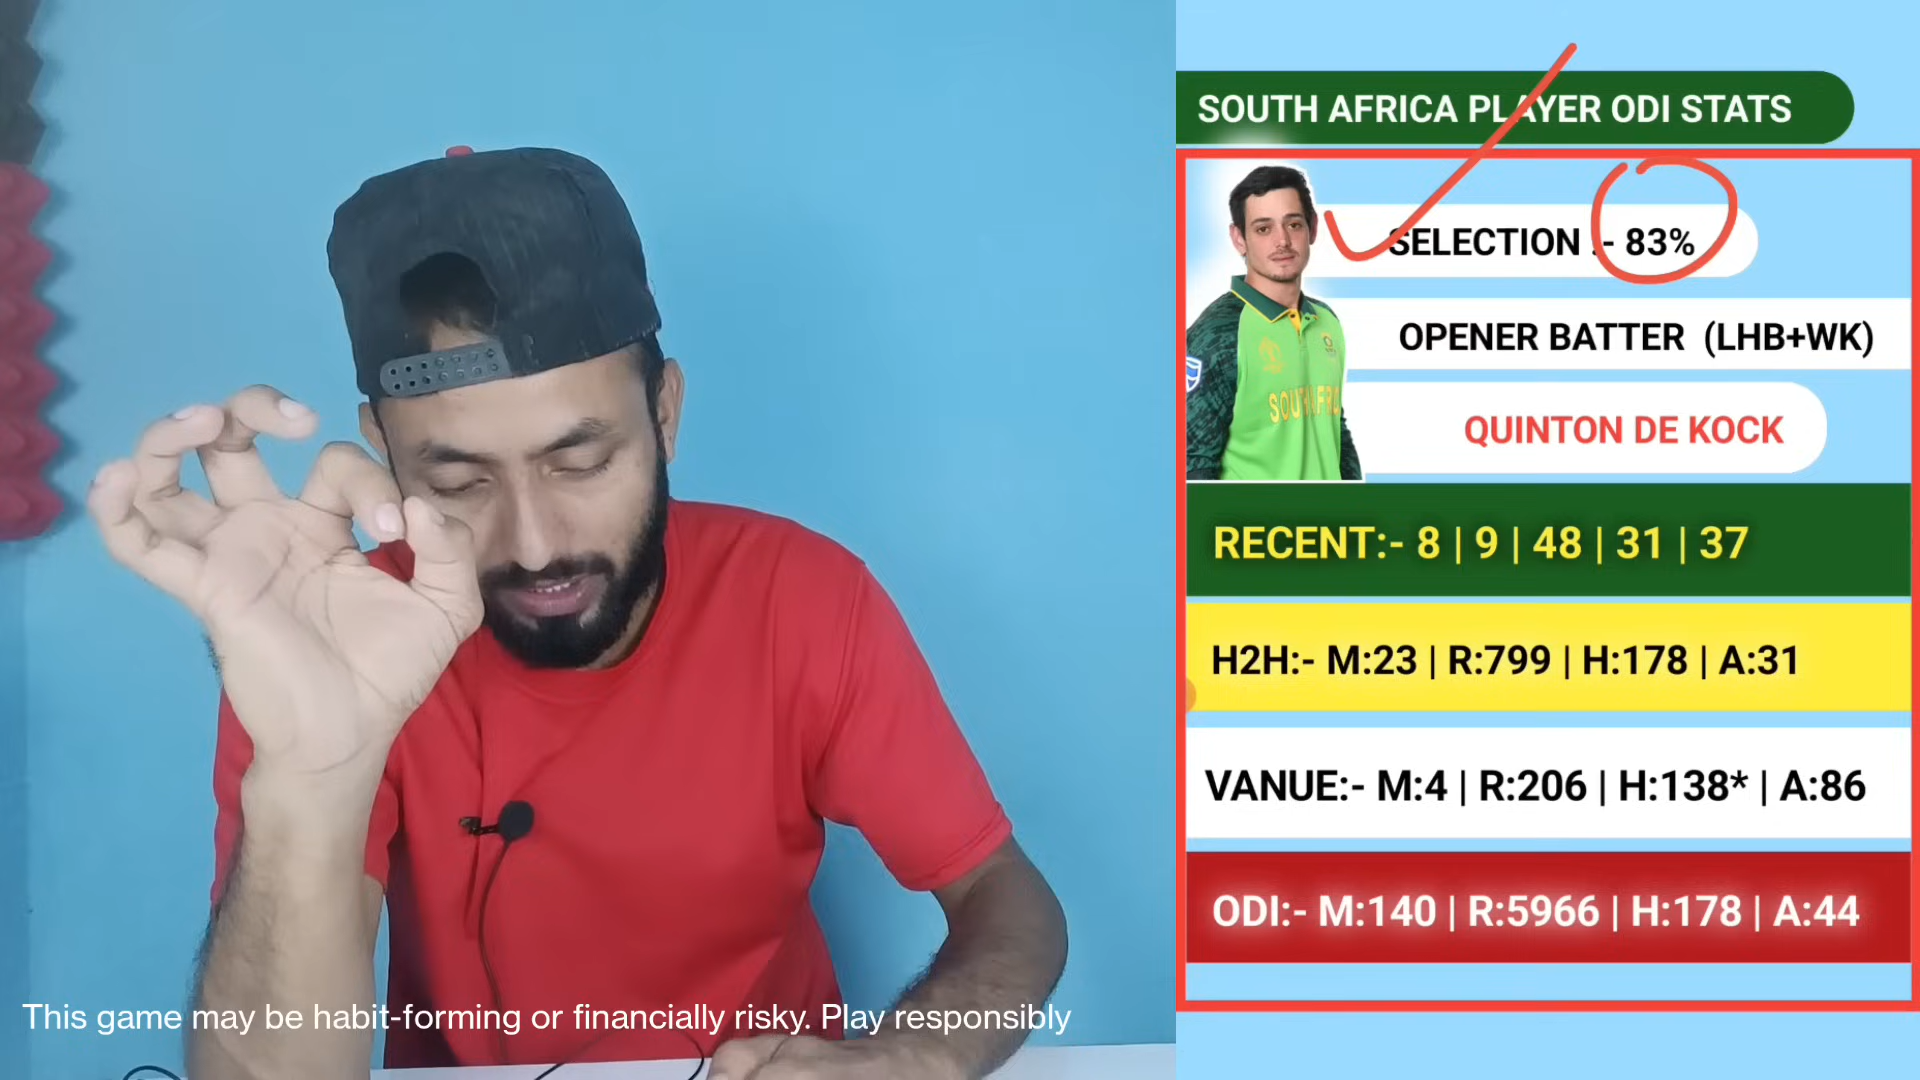 SOUTH AFRICA PLAYER ODI STATS
SELECTION :- 83%
OPENER BATTER (LHB+WK)
QUINTON DE KOCK
RECENT:- 8 | 9 | 48 | 31 | 37
H2H:- M:23 | R:799 | H:178 | A:31
VANUE:- M:4 | R:206 | H:138* | A:86
ODI:- M:140 | R:5966 | H:178 | A:44
This game may be habit-forming or financially risky. Play responsibly